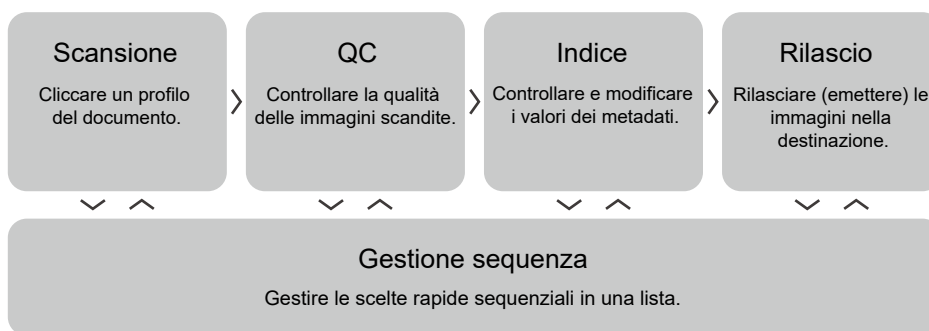 Scansione
Cliccare un profilo
del documento.
QC
Controllare la qualità
delle immagini scandite.
Indice
Controllare e modificare
i valori dei metadati.
Rilascio
Rilasciare (emettere) le
immagini nella
destinazione.
Gestione sequenza
Gestire le scelte rapide sequenziali in una lista.